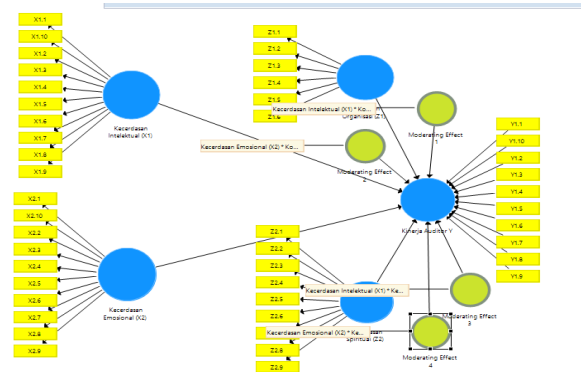 X1.1
X1.10
X1.2
X1.3
X1.4
X1.5
X1.6
X1.7
X1.8
X1.9
Kecerdasan
Intelektual (X1)
Z1.1
Z1.2
Z1.3
Z1.4
Z1.5
Z1.6
Kecerdasan Intelektual (X1) * Ko...
Organisasi (Z1)
Moderating Effect
1
Kecerdasan Emosional (X2) * Ko...
Moderating Effect
2
Y1.1
Y1.10
Y1.2
Y1.3
Y1.4
Y1.5
Y1.6
Y1.7
Y1.8
Y1.9
Kinerja Auditor Y
X2.1
X2.10
X2.2
X2.3
X2.4
X2.5
X2.6
X2.7
X2.8
X2.9
Kecerdasan
Emosional (X2)
Z2.1
Z2.2
Z2.3
Z2.4
Z2.5
Z2.6
Z2.8
Z2.9
Kecerdasan Intelektual (X1) * Ke...
Kecerdasan Emosional (X2) * Ke...
Spiritual (Z2)
Moderating Effect
3
Moderating Effect
4